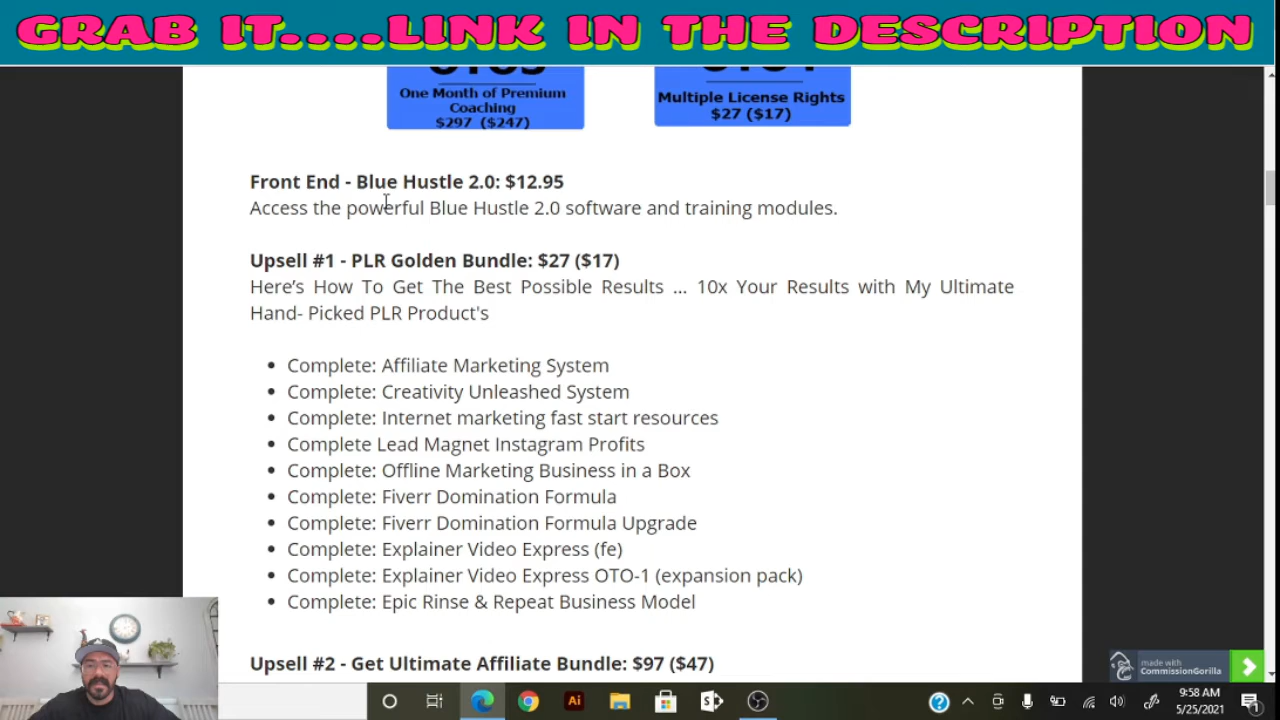 GRAB IT....LINK IN THE DESCRIPTION
One Month of Premium
Coaching
$297 ($247)
Multiple License Rights
$27 ($17)
Front End - Blue Hustle 2.0: $12.95
Access the powerful Blue Hustle 2.0 software and training modules.
Upsell #1 - PLR Golden Bundle: $27 ($17)
Here’s How To Get The Best Possible Results ... 10x Your Results with My Ultimate
Hand- Picked PLR Product's
Complete: Affiliate Marketing System
Complete: Creativity Unleashed System
Complete: Internet marketing fast start resources
Complete Lead Magnet Instagram Profits
Complete: Offline Marketing Business in a Box
Complete: Fiverr Domination Formula
Complete: Fiverr Domination Formula Upgrade
Complete: Explainer Video Express (fe)
Complete: Explainer Video Express OTO-1 (expansion pack)
Complete: Epic Rinse & Repeat Business Model
Upsell #2 - Get Ultimate Affiliate Bundle: $97 ($47)
made with
CommissionGorilla
Ai
S
9:58 AM
5/25/2021
1